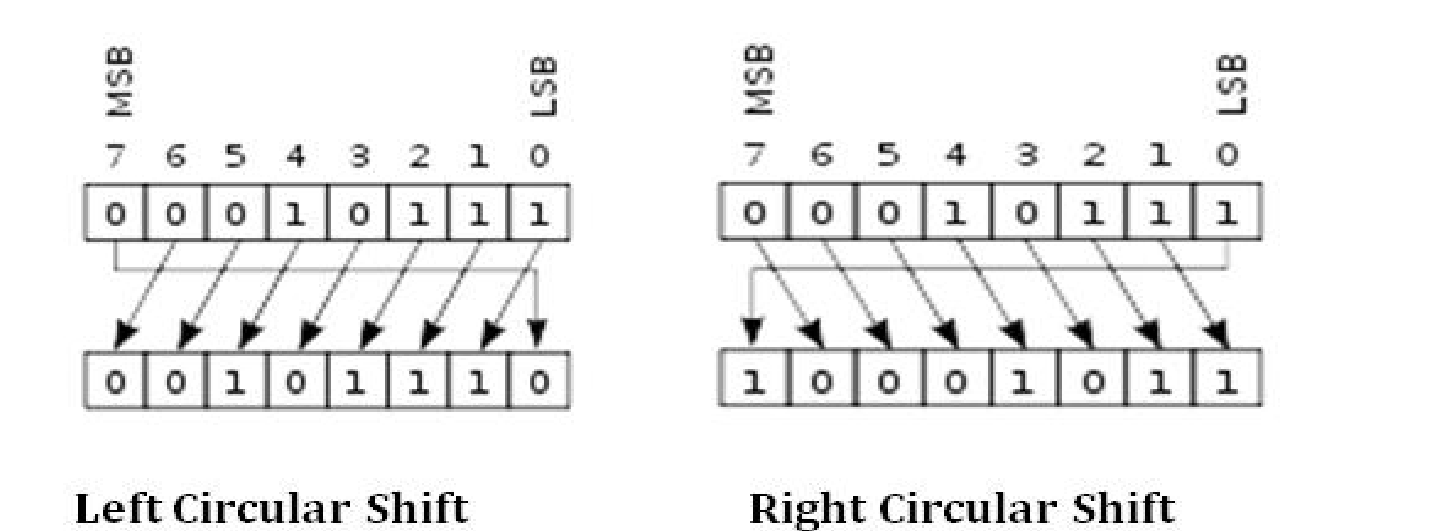 MSB LSB MSB LSB
7 6 5 4 3 2 1 0 7 6 5 4 3 2 1 0
0 0 0 1 0 1 1 1 0 0 0 1 0 1 1 1
0 0 1 0 1 1 1 0 1 0 0 0 1 0 1 1
Left Circular Shift Right Circular Shift